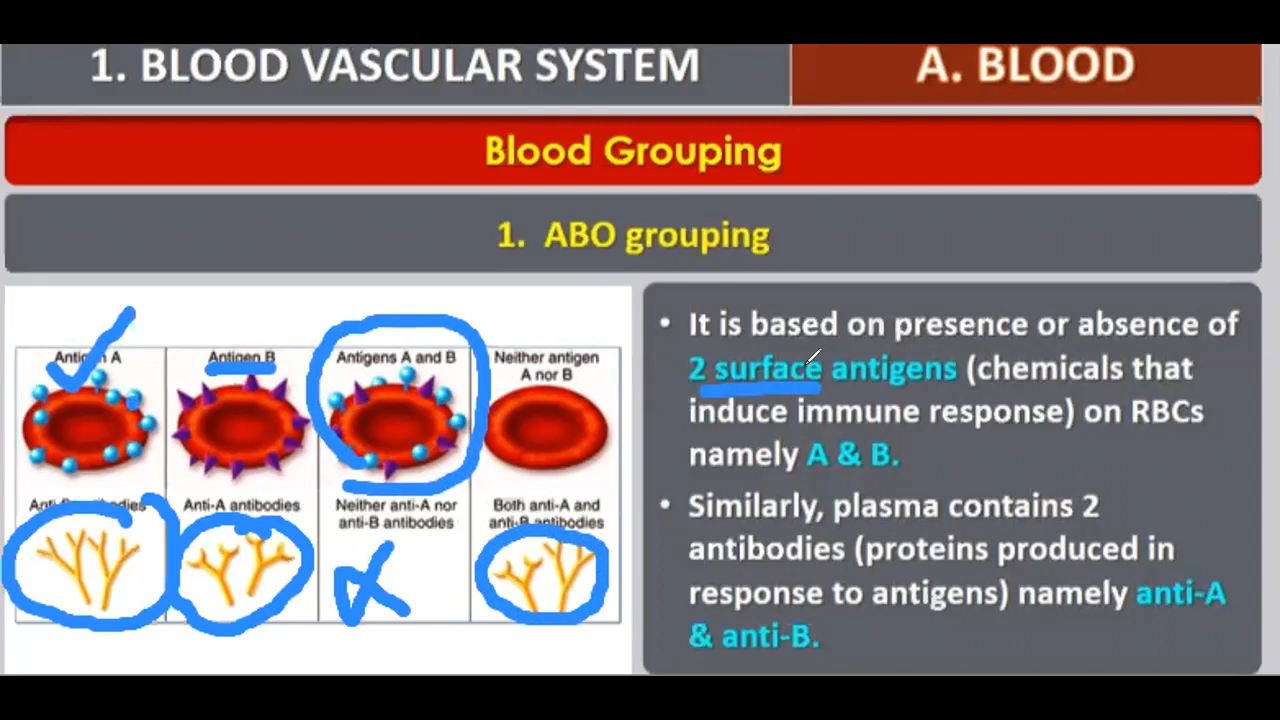 1. BLOOD VASCULAR SYSTEM
A. BLOOD
Blood Grouping
1. ABO grouping
Antigen A
Antigen B
Antigens A and B
Neither antigen
A nor B
Anti-A antibodies
Neither anti-A nor
anti-B antibodies
Both anti-A and
anti-B antibodies
• It is based on presence or absence of
2 surface antigens (chemicals that
induce immune response) on RBCs
namely A & B.
• Similarly, plasma contains 2
antibodies (proteins produced in
response to antigens) namely anti-A
& anti-B.